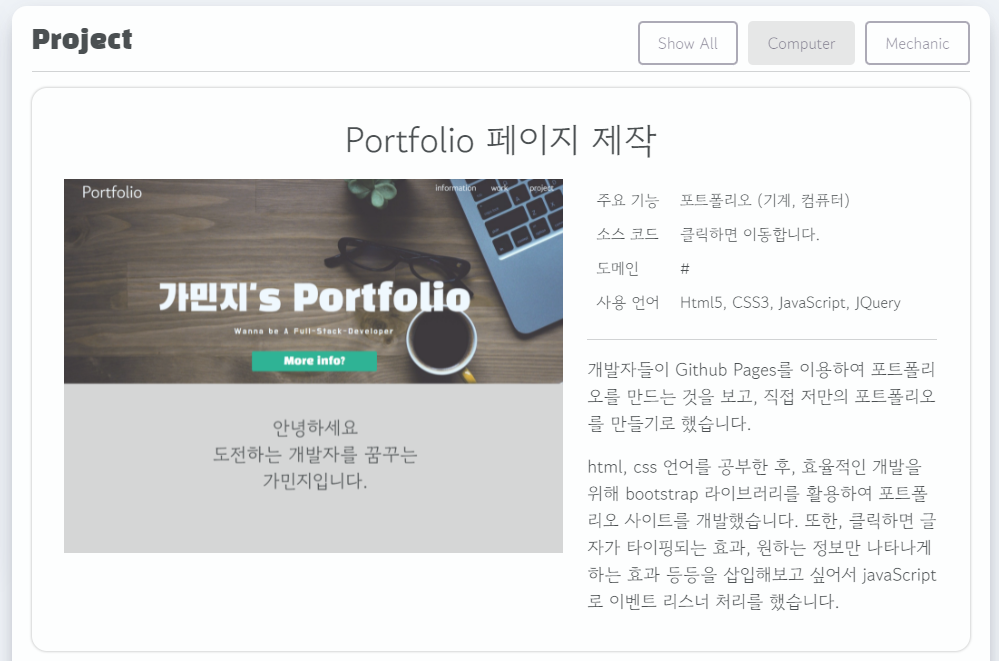 Project
Show All
Computer
Mechanic
Portfolio 페이지 제작
Portfolio
information
work
project
가민지's Portfolio
Wanna be A Full-Stack-Developer
More info?
안녕하세요
도전하는 개발자를 꿈꾸는
가민지입니다.
주요 기능 포트폴리오 (기계, 컴퓨터)
소스 코드 클릭하면 이동합니다.
도메인 #
사용 언어 Html5, CSS3, JavaScript, JQuery
개발자들이 Github Pages를 이용하여 포트폴리
오를 만드는 것을 보고, 직접 저만의 포트폴리오
를 만들기로 했습니다.
html, css 언어를 공부한 후, 효율적인 개발을
위해 bootstrap 라이브러리를 활용하여 포트폴
리오 사이트를 개발했습니다. 또한, 클릭하면 글
자가 타이핑되는 효과, 원하는 정보만 나타나게
하는 효과 등등을 삽입해보고 싶어서 javaScript
로 이벤트 리스너 처리를 했습니다.